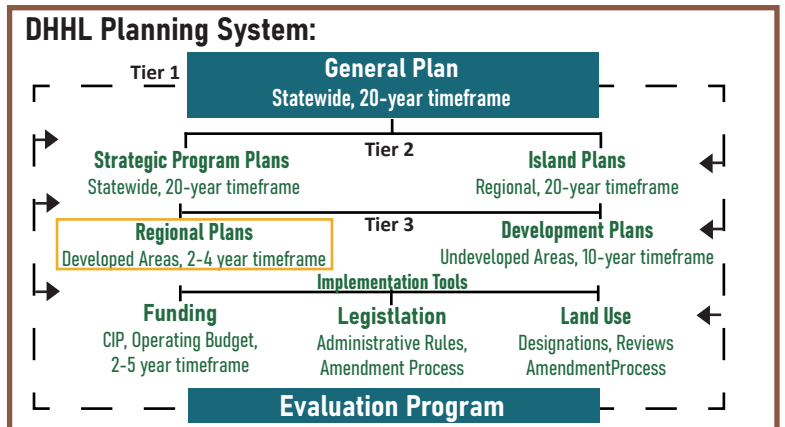 DHHL Planning System:
Tier 1
General Plan
Statewide, 20-year timeframe
Tier 2
Strategic Program Plans
Statewide, 20-year timeframe
Island Plans
Regional, 20-year timeframe
Tier 3
Regional Plans
Developed Areas, 2-4 year timeframe
Development Plans
Undeveloped Areas, 10-year timeframe
Implementation Tools
Funding
CIP, Operating Budget,
2-5 year timeframe
Legistlation
Administrative Rules,
Amendment Process
Land Use
Designations, Reviews
AmendmentProcess
Evaluation Program